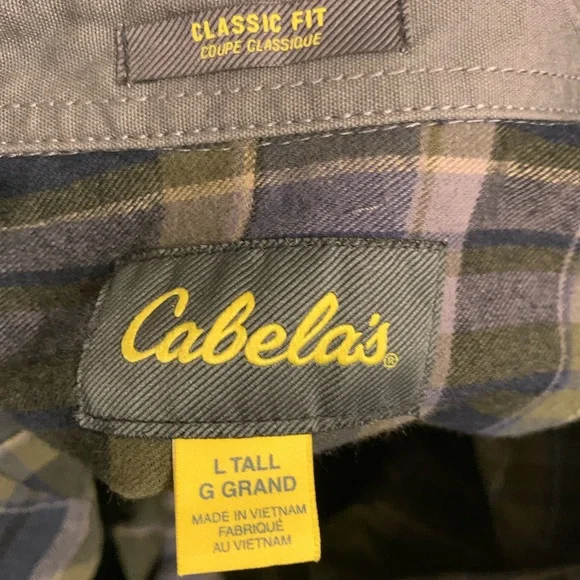 CLASSIC FIT
COUPE CLASSIQUE
Cabela's®
L TALL
G GRAND
MADE IN VIETNAM
FABRIQUÉ
AU VIETNAM